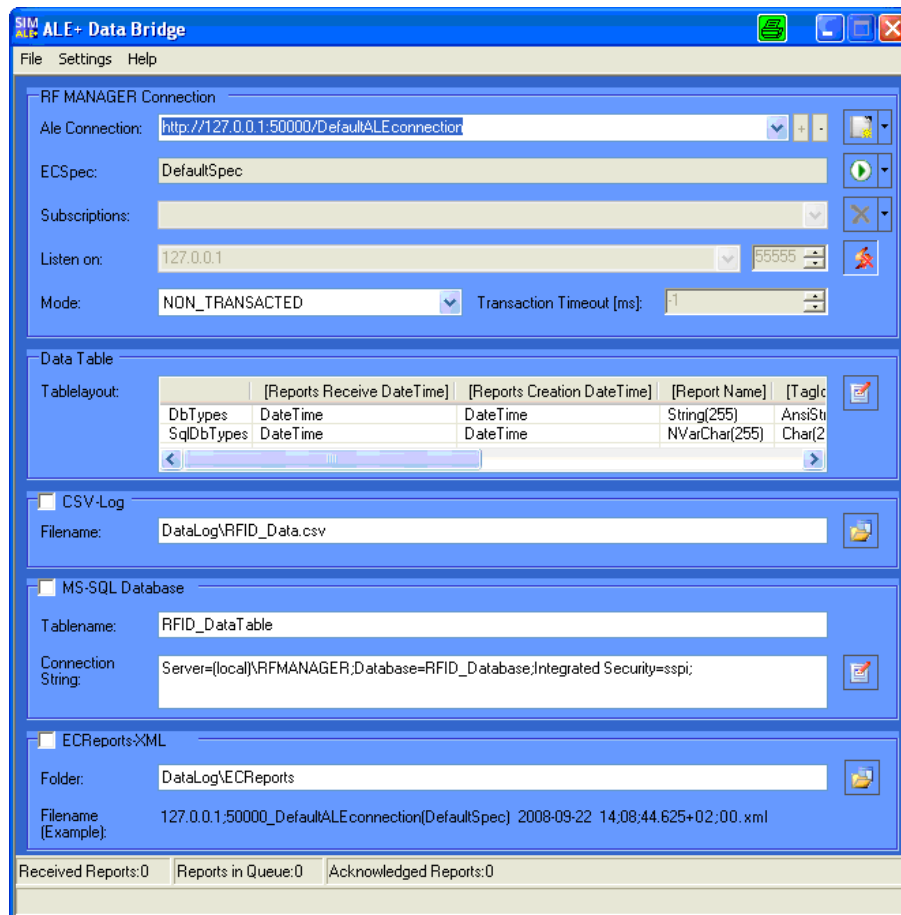 SIM ALE+ ALE+ Data Bridge
File Settings Help
RF MANAGER Connection
Ale Connection: http://127.0.0.1:50000/DefaultALEconnection + -
ECSpec: DefaultSpec
Subscriptions:
Listen on: 127.0.0.1 55555
Mode: NON_TRANSACTED Transaction Timeout [ms]: -1
Data Table
Tablelayout: [Reports Receive DateTime] [Reports Creation DateTime] [Report Name] [TagId
DbTypes DateTime DateTime String(255) AnsiStr
SqlDbTypes DateTime DateTime NVarChar(255) Char(2
CSV-Log
Filename: DataLog\RFID_Data.csv
MS-SQL Database
Tablename: RFID_DataTable
Connection String: Server=(local)\RFMANAGER;Database=RFID_Database;Integrated Security=sspi;
ECReports-XML
Folder: DataLog\ECReports
Filename (Example): 127.0.0.1;50000_DefaultALEconnection(DefaultSpec) 2008-09-22 14;08;44.625+02;00.xml
Received Reports:0 Reports in Queue:0 Acknowledged Reports:0